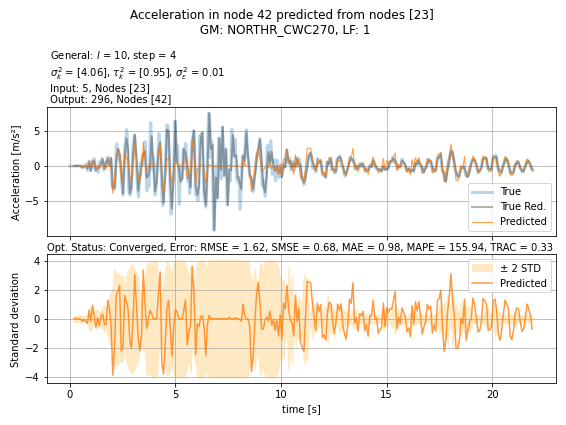 Acceleration in node 42 predicted from nodes [23]
GM: NORTHR_CWC270, LF: 1
General: l = 10, step = 4
σ²ₖ = [4.06], τ²ₖ = [0.95], σ²ε = 0.01
Input: 5, Nodes [23]
Output: 296, Nodes [42]
Acceleration [m/s²]
5
0
−5
True
True Red.
Predicted
Opt. Status: Converged, Error: RMSE = 1.62, SMSE = 0.68, MAE = 0.98, MAPE = 155.94, TRAC = 0.33
Standard deviation
4
2
0
−2
−4
± 2 STD
Predicted
0 5 10 15 20
time [s]